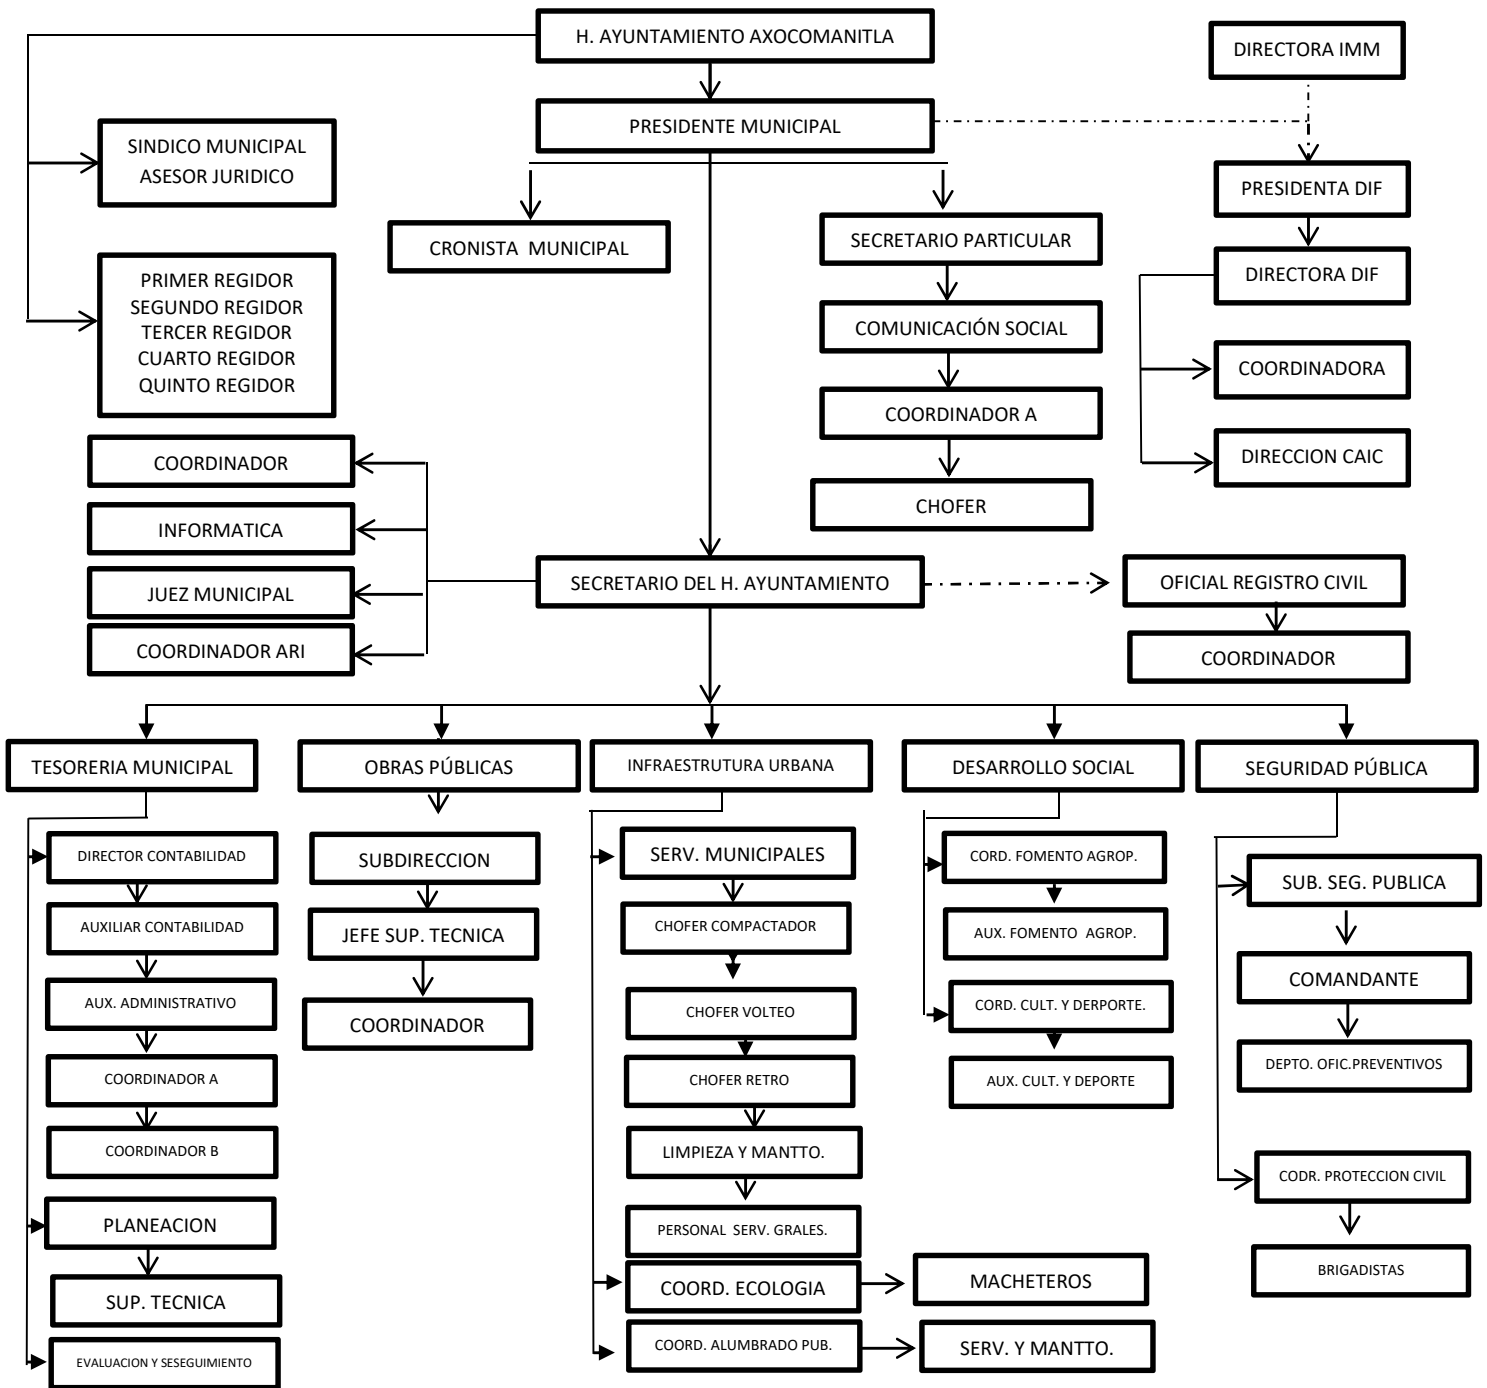 H. AYUNTAMIENTO AXOCOMANITLA
DIRECTORA IMM
PRESIDENTE MUNICIPAL
SINDICO MUNICIPAL
ASESOR JURIDICO
PRESIDENTA DIF
CRONISTA MUNICIPAL
SECRETARIO PARTICULAR
PRIMER REGIDOR
SEGUNDO REGIDOR
TERCER REGIDOR
CUARTO REGIDOR
QUINTO REGIDOR
DIRECTORA DIF
COMUNICACIÓN SOCIAL
COORDINADORA
COORDINADOR A
COORDINADOR
DIRECCION CAIC
CHOFER
INFORMATICA
SECRETARIO DEL H. AYUNTAMIENTO
OFICIAL REGISTRO CIVIL
JUEZ MUNICIPAL
COORDINADOR ARI
COORDINADOR
TESORERIA MUNICIPAL
OBRAS PÚBLICAS
INFRAESTRUTURA URBANA
DESARROLLO SOCIAL
SEGURIDAD PÚBLICA
DIRECTOR CONTABILIDAD
AUXILIAR CONTABILIDAD
AUX. ADMINISTRATIVO
COORDINADOR A
COORDINADOR B
PLANEACION
SUP. TECNICA
EVALUACION Y SESEGUIMIENTO
SUBDIRECCION
JEFE SUP. TECNICA
COORDINADOR
SERV. MUNICIPALES
CHOFER COMPACTADOR
CHOFER VOLTEO
CHOFER RETRO
LIMPIEZA Y MANTTO.
PERSONAL SERV. GRALES.
COORD. ECOLOGIA
MACHETEROS
COORD. ALUMBRADO PUB.
SERV. Y MANTTO.
CORD. FOMENTO AGROP.
AUX. FOMENTO AGROP.
CORD. CULT. Y DERPORTE.
AUX. CULT. Y DEPORTE
SUB. SEG. PUBLICA
COMANDANTE
DEPTO. OFIC.PREVENTIVOS
CODR. PROTECCION CIVIL
BRIGADISTAS